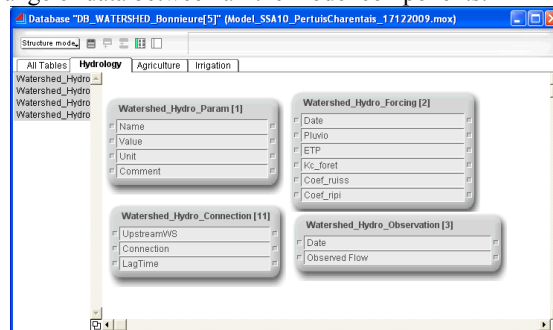 Database "DB_WATERSHED_Bonnieure[5]" (Model_SSA10_PertuisCharentais_17122009.mox)
Structure mode
All Tables Hydrology Agriculture Irrigation
Watershed_Hydro
Watershed_Hydro
Watershed_Hydro
Watershed_Hydro
Watershed_Hydro_Param [1]
Name
Value
Unit
Comment
Watershed_Hydro_Forcing [2]
Date
Pluvio
ETP
Kc_foret
Coef_ruiss
Coef_ripi
Watershed_Hydro_Connection [11]
UpstreamWS
Connection
LagTime
Watershed_Hydro_Observation [3]
Date
Observed Flow